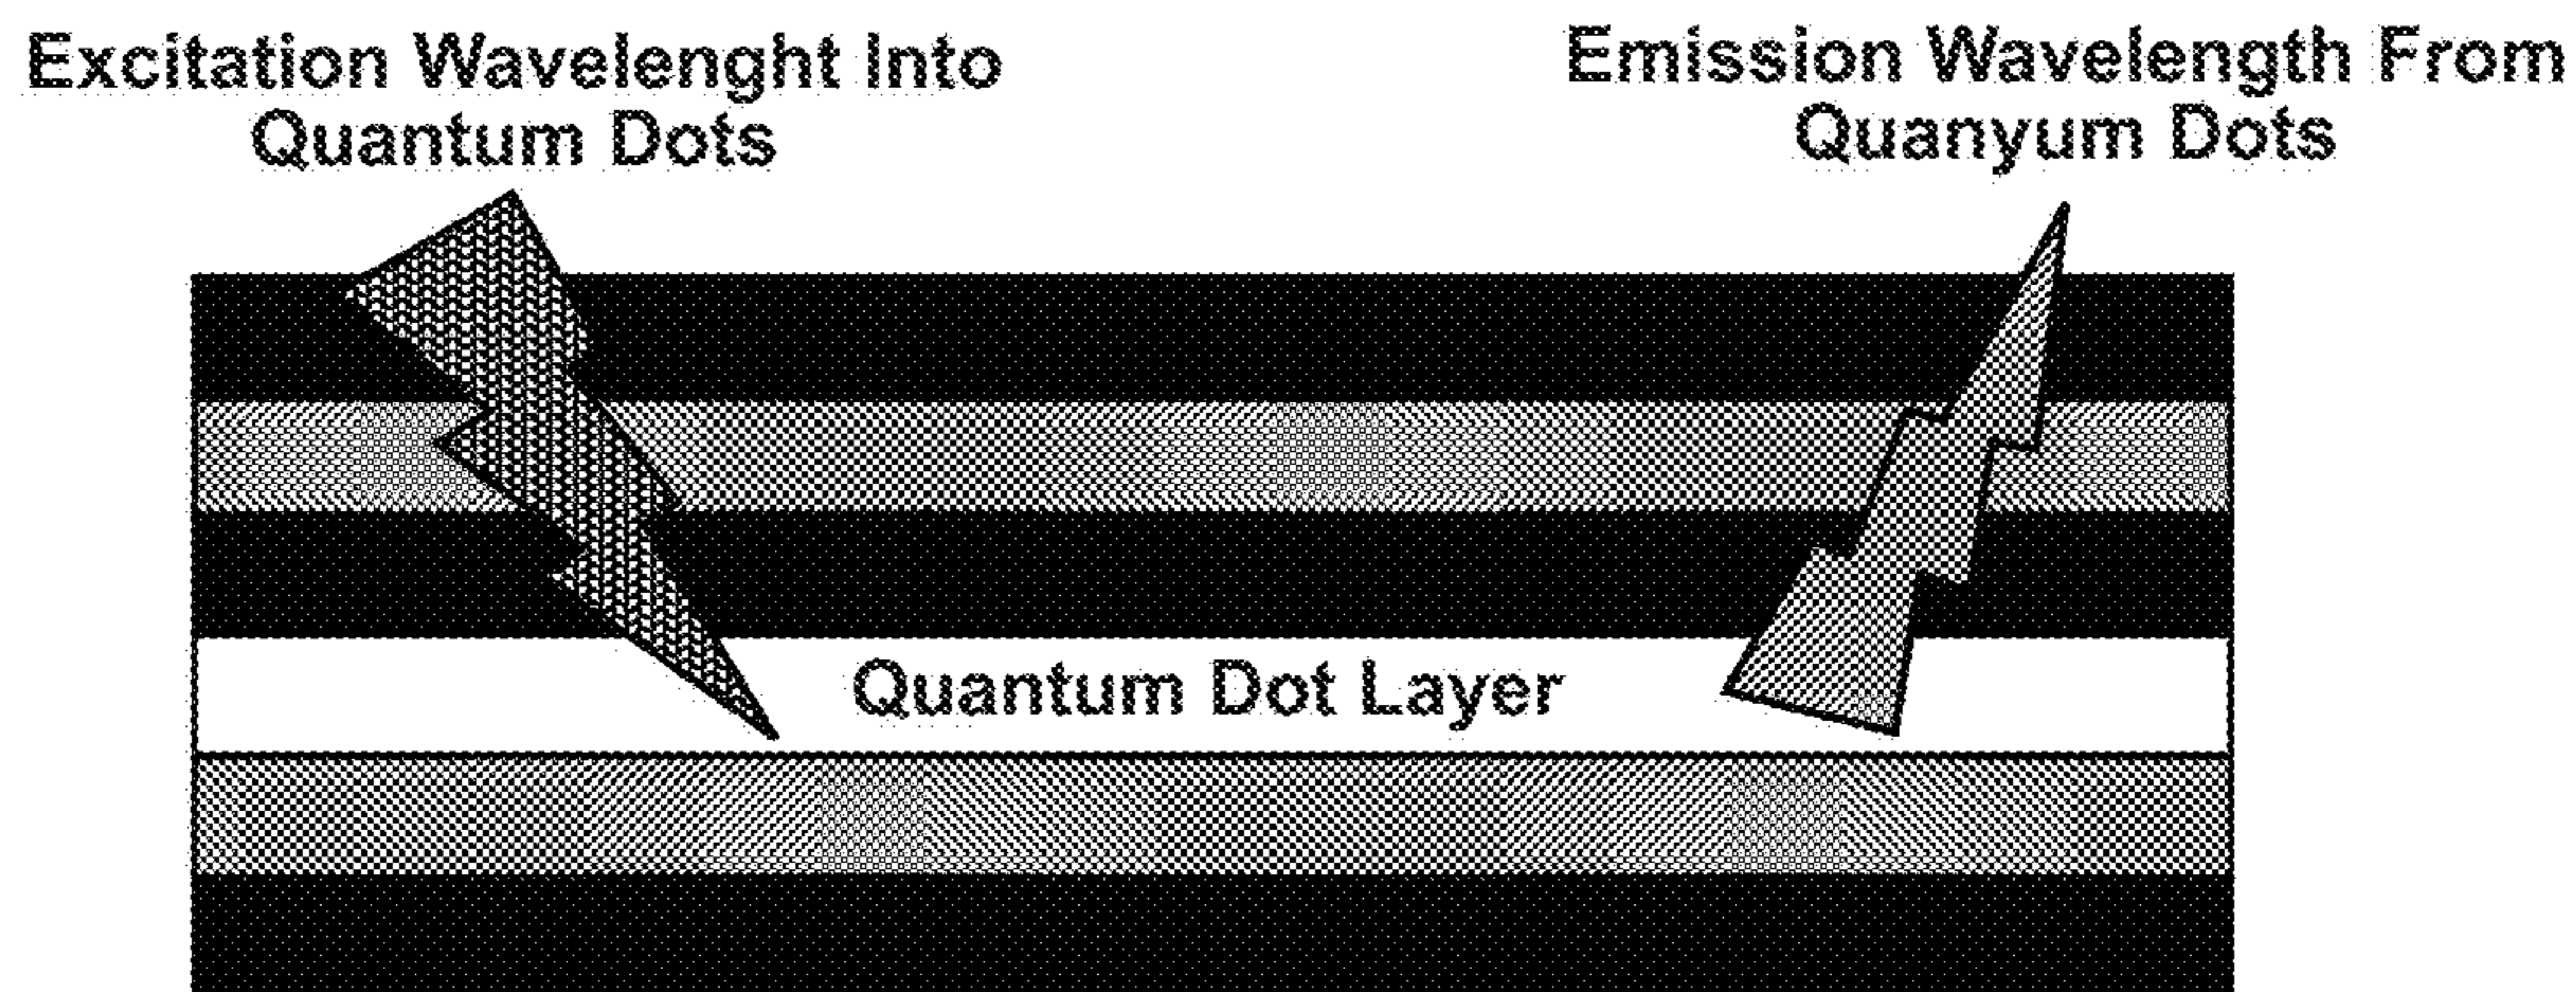 Excitation Wavelenght Into
Quantum Dots
Emission Wavelength From
Quanyum Dots
Quantum Dot Layer